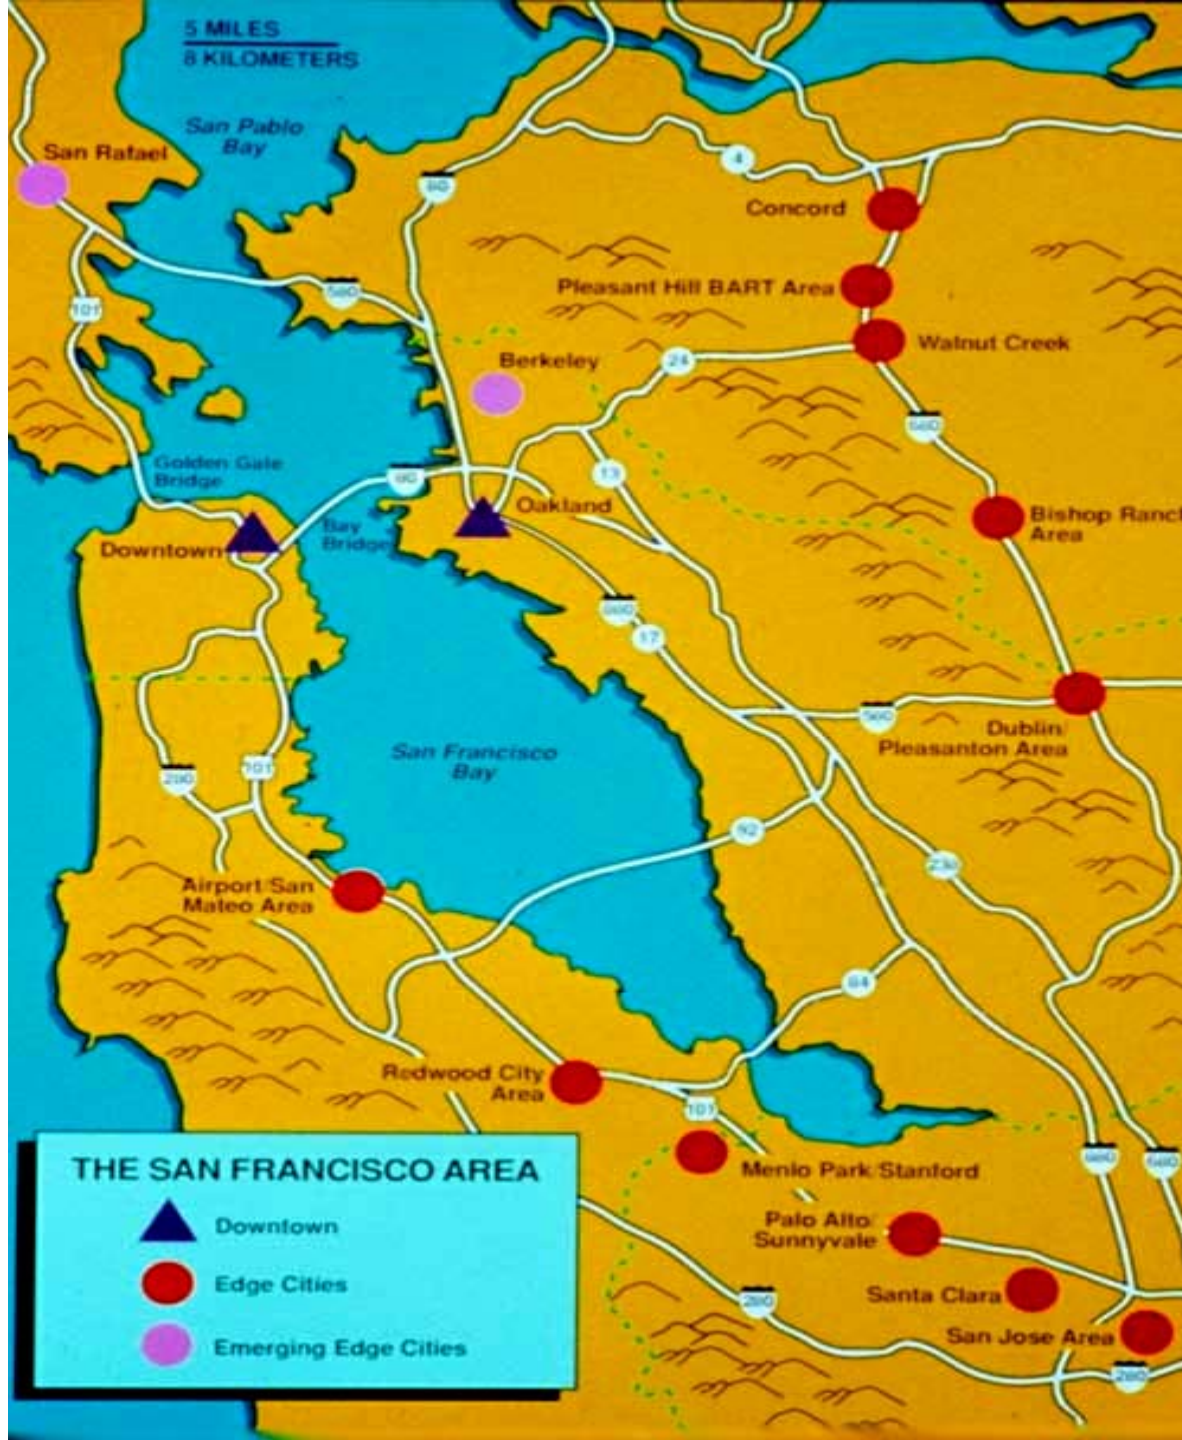 5 MILES
8 KILOMETERS
San Pablo
Bay
San Rafael
80
4
Concord
Pleasant Hill BART Area
580
101
Berkeley
24
Walnut Creek
680
Golden Gate
Bridge
80
13
Oakland
Bishop Ranch
Area
Bay
Bridge
Downtown
880
17
580
Dublin/
Pleasanton Area
San Francisco
Bay
280
101
92
238
Airport/San
Mateo Area
84
Redwood City
Area
101
Menlo Park/Stanford
680
680
Palo Alto/
Sunnyvale
Santa Clara
280
San Jose Area
280
THE SAN FRANCISCO AREA
Downtown
Edge Cities
Emerging Edge Cities